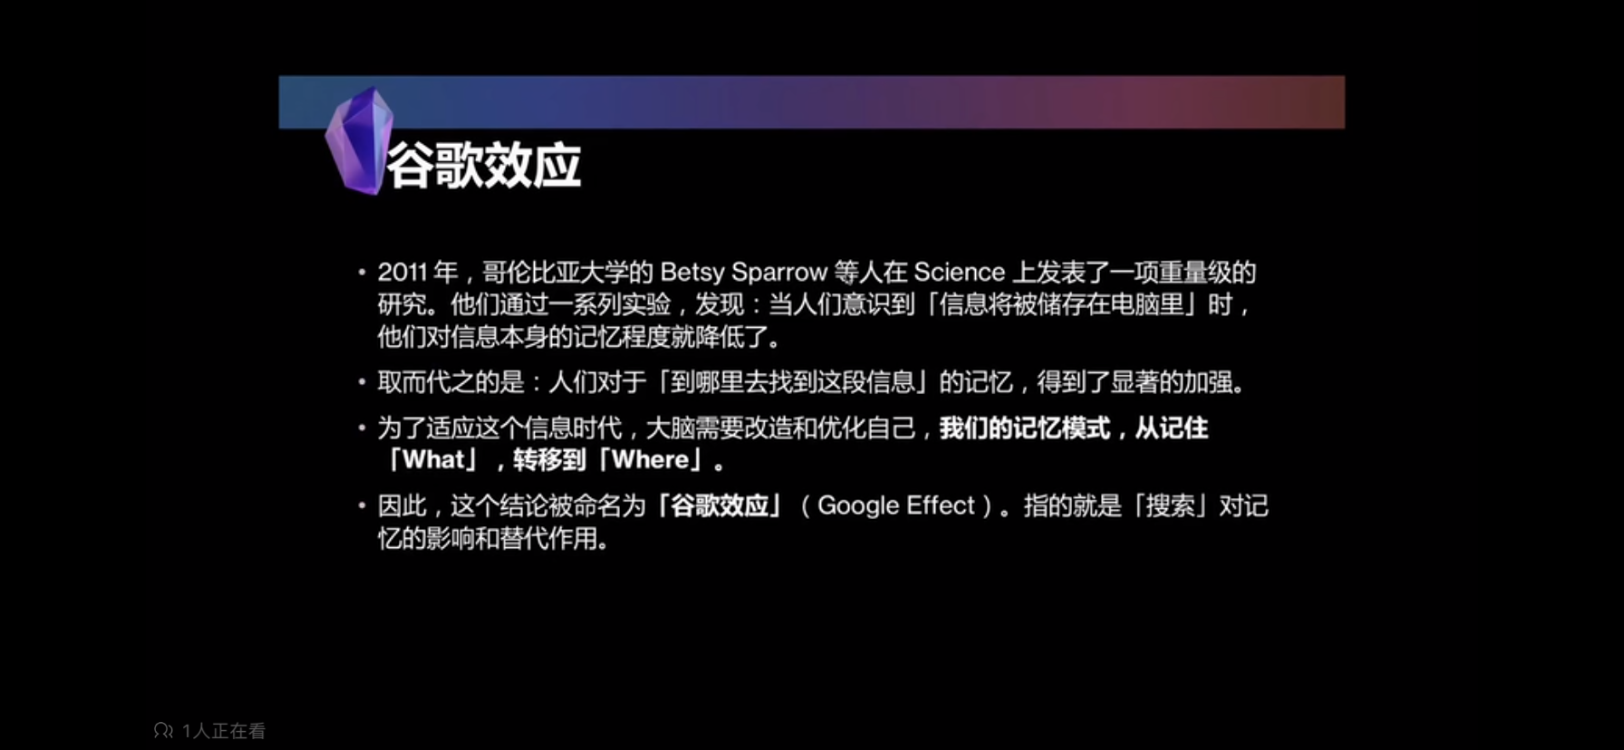 谷歌效应
• 2011 年，哥伦比亚大学的 Betsy Sparrow 等人在 Science 上发表了一项重量级的
研究。他们通过一系列实验，发现：当人们意识到「信息将被储存在电脑里」时，
他们对信息本身的记忆程度就降低了。
• 取而代之的是：人们对于「到哪里去找到这段信息」的记忆，得到了显著的加强。
• 为了适应这个信息时代，大脑需要改造和优化自己，我们的记忆模式，从记住
「What」，转移到「Where」。
• 因此，这个结论被命名为「谷歌效应」（Google Effect）。指的就是「搜索」对记
忆的影响和替代作用。
1人正在看